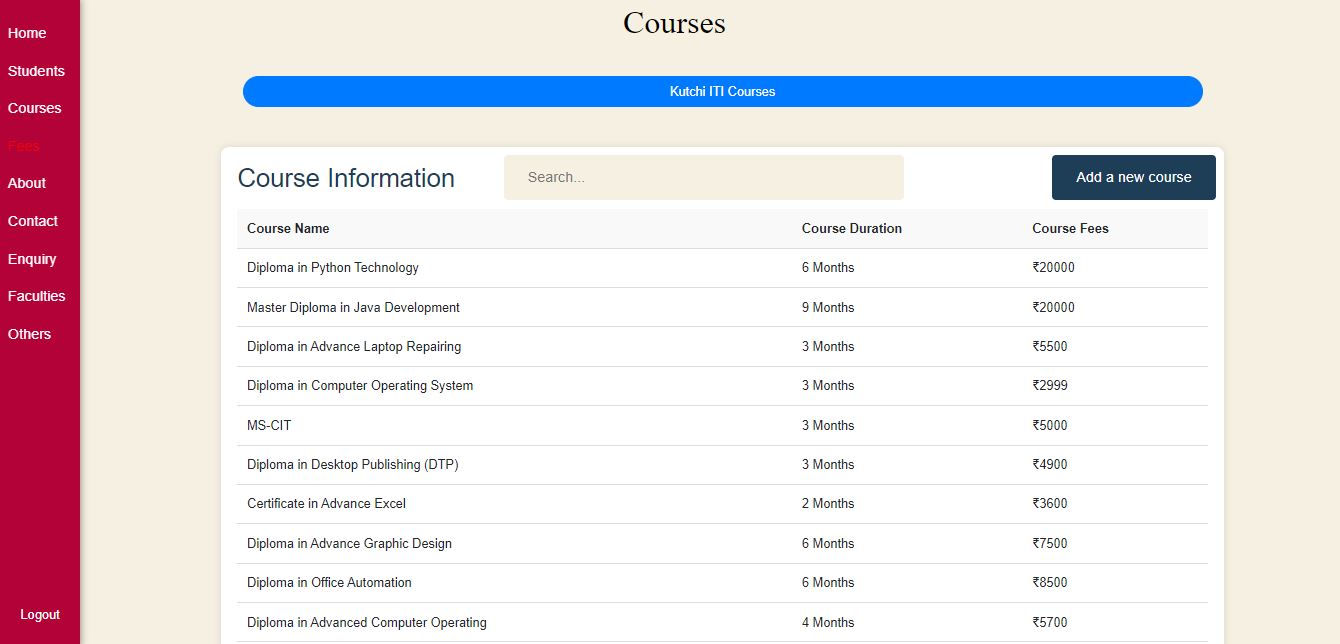 Home
Students
Courses
Fees
About
Contact
Enquiry
Faculties
Others
Logout
Courses
Kutchi ITI Courses
Course Information
Search...
Add a new course
Course Name Course Duration Course Fees
Diploma in Python Technology 6 Months ₹20000
Master Diploma in Java Development 9 Months ₹20000
Diploma in Advance Laptop Repairing 3 Months ₹5500
Diploma in Computer Operating System 3 Months ₹2999
MS-CIT 3 Months ₹5000
Diploma in Desktop Publishing (DTP) 3 Months ₹4900
Certificate in Advance Excel 2 Months ₹3600
Diploma in Advance Graphic Design 6 Months ₹7500
Diploma in Office Automation 6 Months ₹8500
Diploma in Advanced Computer Operating 4 Months ₹5700